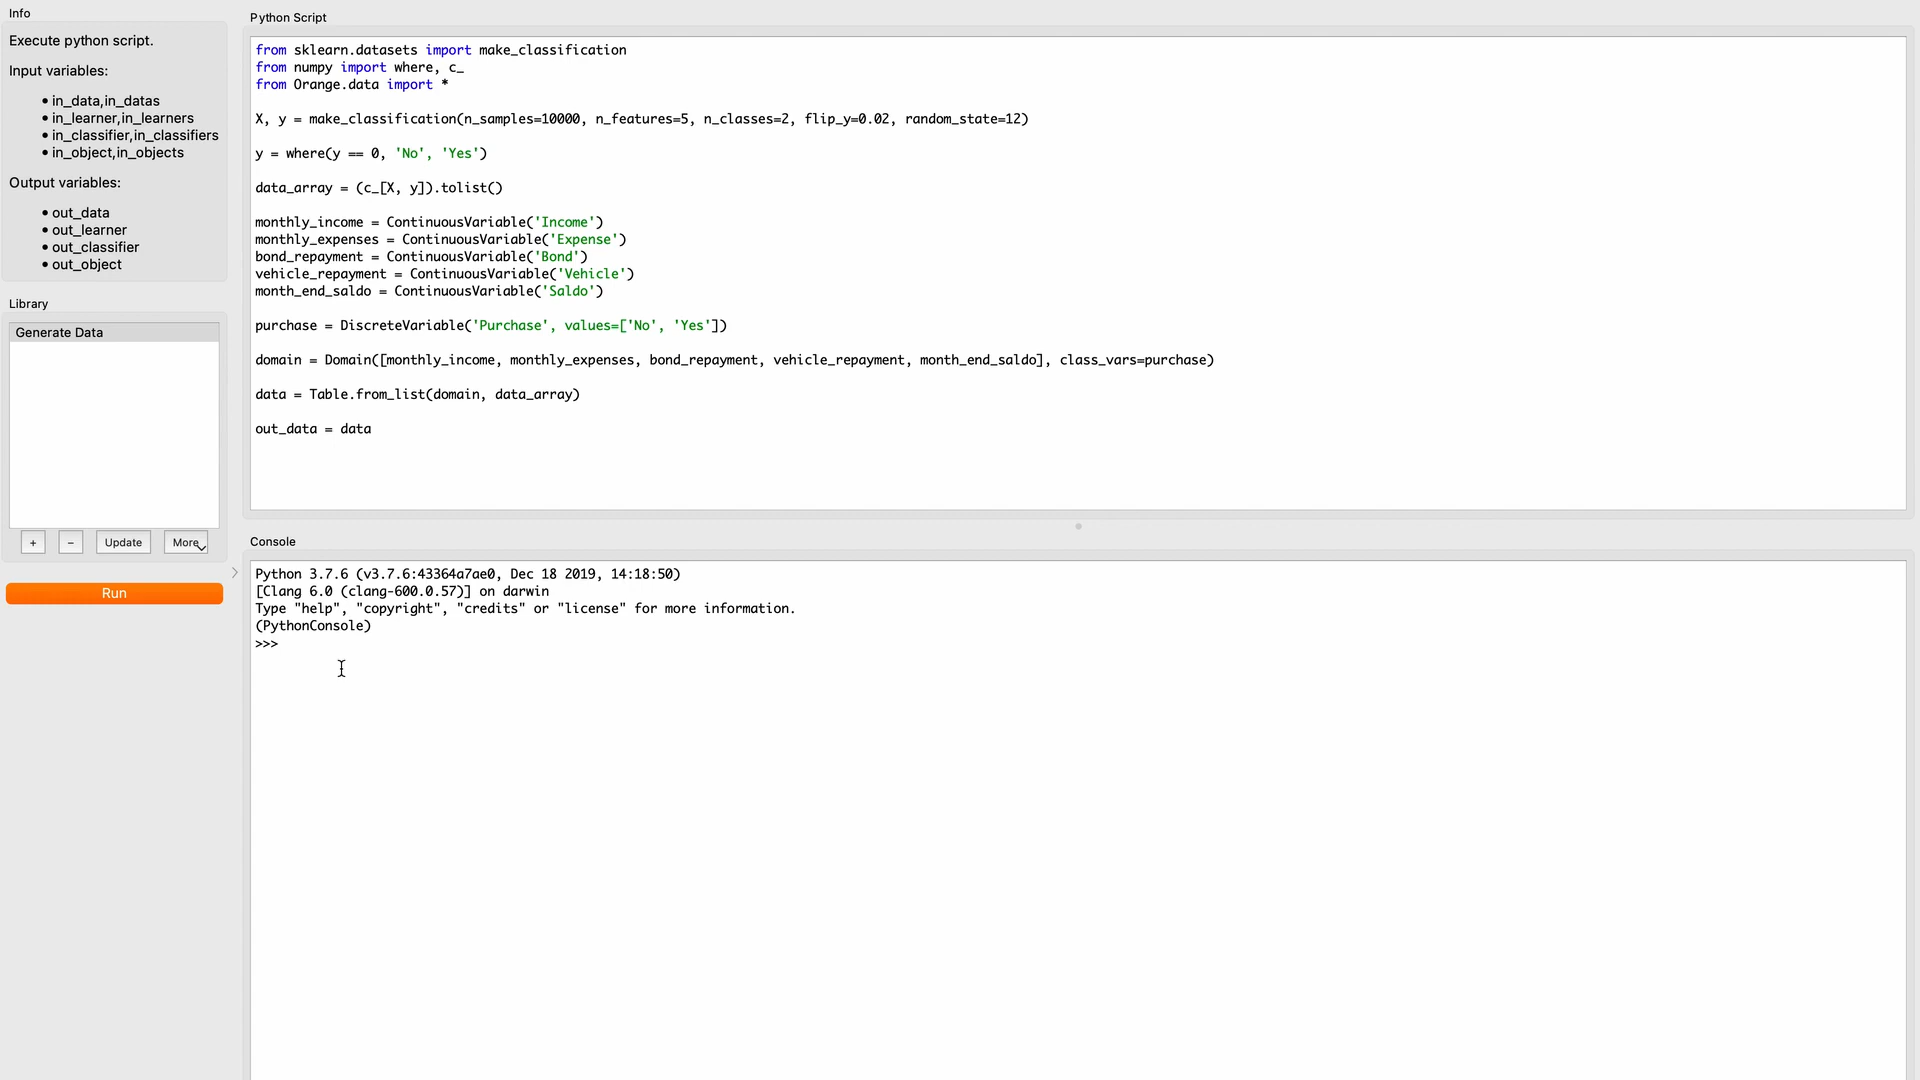 Info
Execute python script.
Input variables:
• in_data,in_datas
• in_learner,in_learners
• in_classifier,in_classifiers
• in_object,in_objects
Output variables:
• out_data
• out_learner
• out_classifier
• out_object
Library
Generate Data
+ − Update More
Run
Python Script
from sklearn.datasets import make_classification
from numpy import where, c_
from Orange.data import *
X, y = make_classification(n_samples=10000, n_features=5, n_classes=2, flip_y=0.02, random_state=12)
y = where(y == 0, 'No', 'Yes')
data_array = (c_[X, y]).tolist()
monthly_income = ContinuousVariable('Income')
monthly_expenses = ContinuousVariable('Expense')
bond_repayment = ContinuousVariable('Bond')
vehicle_repayment = ContinuousVariable('Vehicle')
month_end_saldo = ContinuousVariable('Saldo')
purchase = DiscreteVariable('Purchase', values=['No', 'Yes'])
domain = Domain([monthly_income, monthly_expenses, bond_repayment, vehicle_repayment, month_end_saldo], class_vars=purchase)
data = Table.from_list(domain, data_array)
out_data = data
Console
Python 3.7.6 (v3.7.6:43364a7ae0, Dec 18 2019, 14:18:50)
[Clang 6.0 (clang-600.0.57)] on darwin
Type "help", "copyright", "credits" or "license" for more information.
(PythonConsole)
>>>